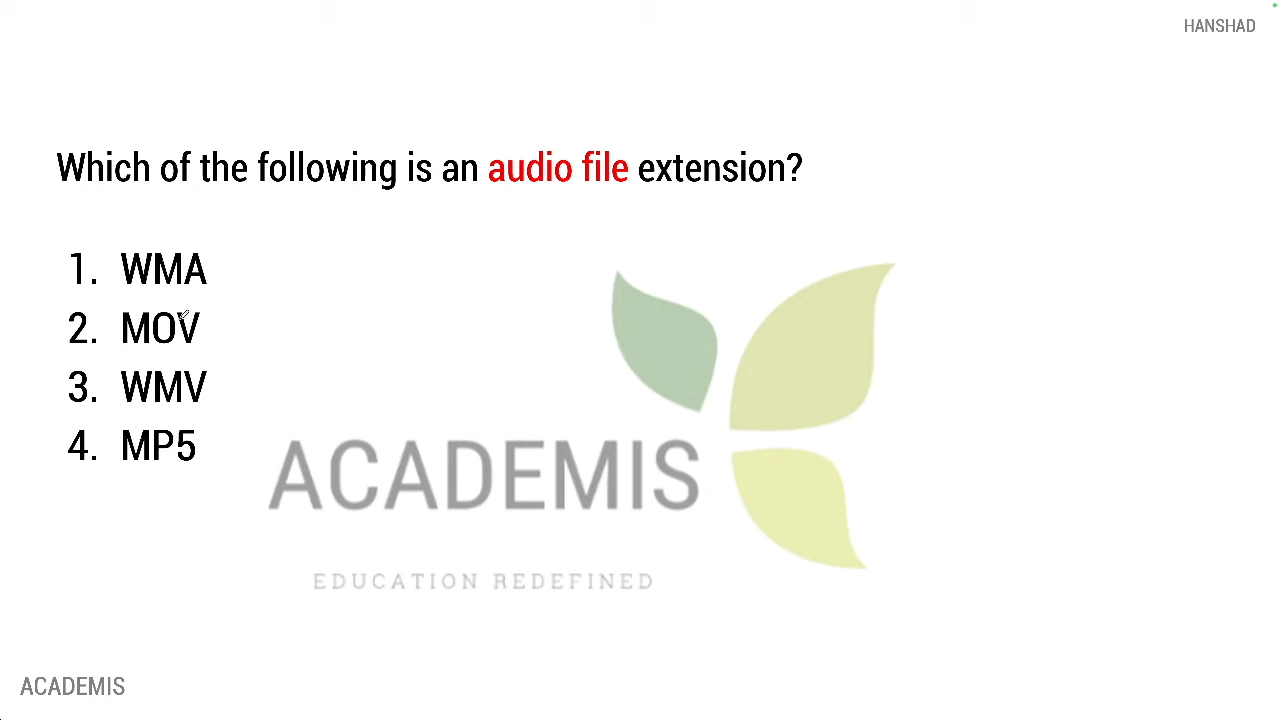 HANSHAD
Which of the following is an audio file extension?
1. WMA
2. MOV
3. WMV
4. MP5
ACADEMIS
EDUCATION REDEFINED
ACADEMIS